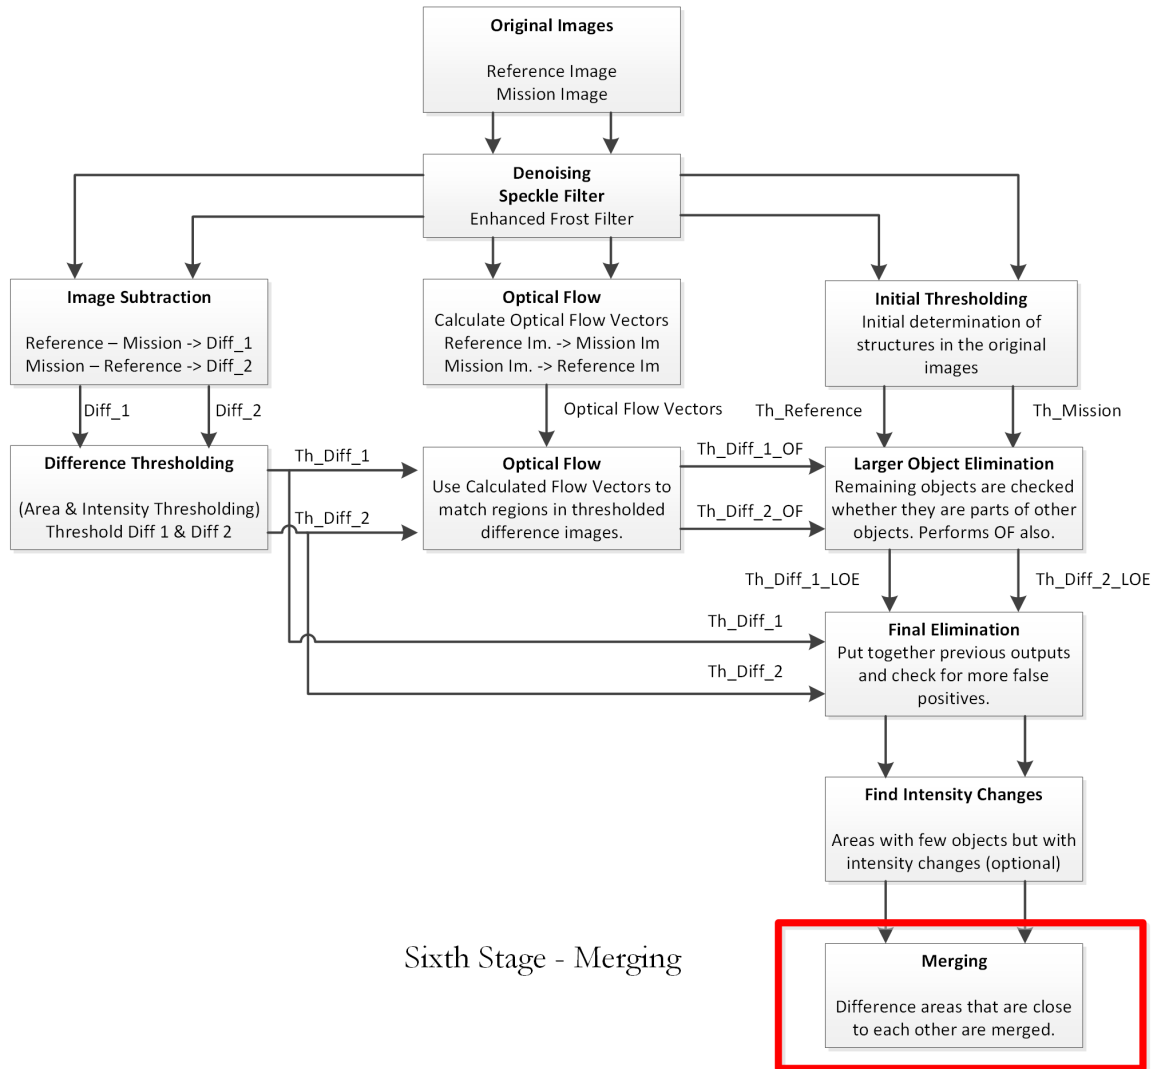 Original Images
Reference Image
Mission Image
Denoising
Speckle Filter
Enhanced Frost Filter
Image Subtraction
Reference – Mission -> Diff_1
Mission – Reference -> Diff_2
Optical Flow
Calculate Optical Flow Vectors
Reference Im. -> Mission Im
Mission Im. -> Reference Im
Initial Thresholding
Initial determination of
structures in the original
images
Diff_1
Diff_2
Optical Flow Vectors
Th_Reference
Th_Mission
Difference Thresholding
(Area & Intensity Thresholding)
Threshold Diff 1 & Diff 2
Th_Diff_1
Th_Diff_2
Optical Flow
Use Calculated Flow Vectors to
match regions in thresholded
difference images.
Th_Diff_1_OF
Th_Diff_2_OF
Larger Object Elimination
Remaining objects are checked
whether they are parts of other
objects. Performs OF also.
Th_Diff_1_LOE
Th_Diff_2_LOE
Th_Diff_1
Th_Diff_2
Final Elimination
Put together previous outputs
and check for more false
positives.
Find Intensity Changes
Areas with few objects but with
intensity changes (optional)
Sixth Stage - Merging
Merging
Difference areas that are close
to each other are merged.